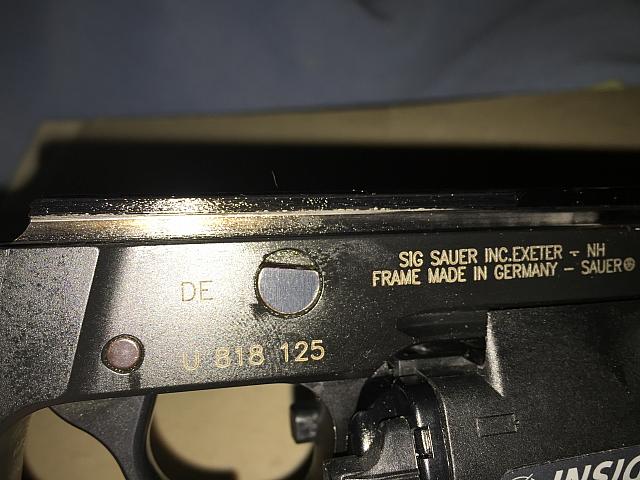 SIG SAUER INC.EXETER - NH
FRAME MADE IN GERMANY - SAUER
DE
U 818 125